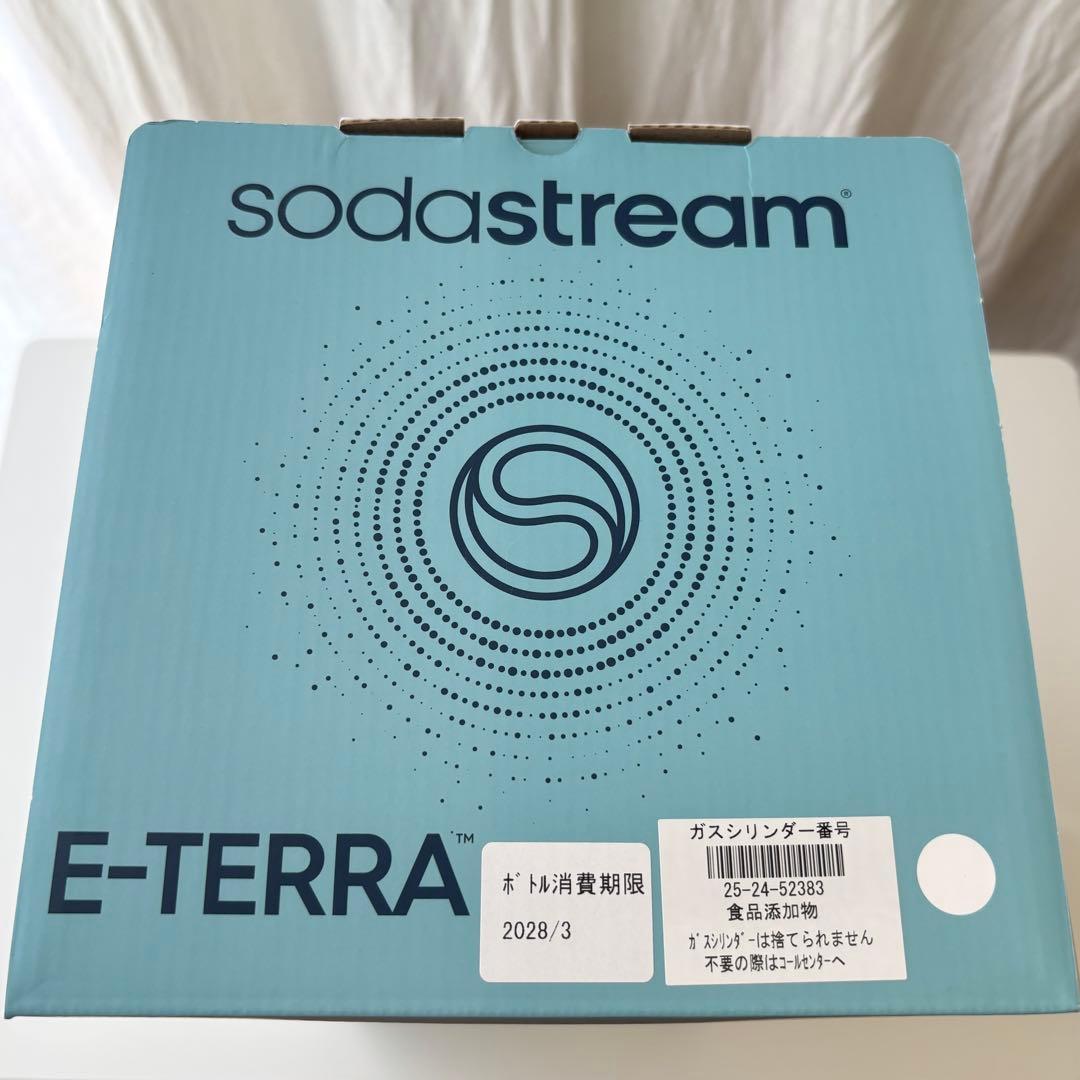 sodastream®
E-TERRA™
ﾎﾞﾄﾙ消費期限
2028/3
ガスシリンダー番号
25-24-52383
食品添加物
ｶﾞｽｼﾘﾝﾀﾞｰは捨てられません
不要の際はｺｰﾙｾﾝﾀｰへ